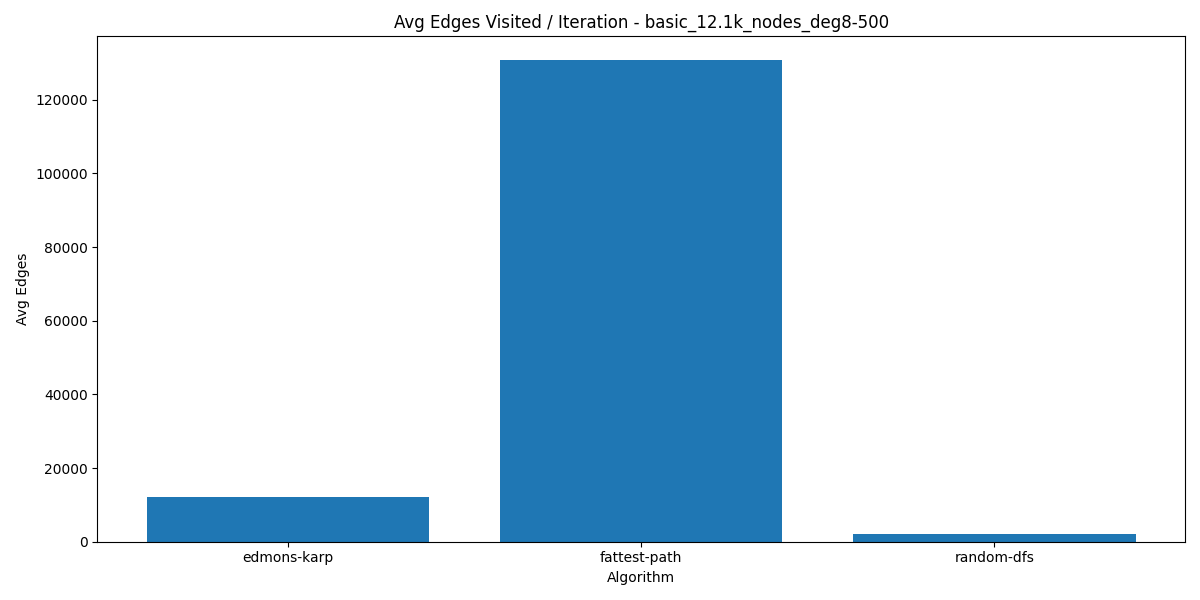 Avg Edges Visited / Iteration - basic_12.1k_nodes_deg8-500
Avg Edges
120000
100000
80000
60000
40000
20000
0
edmons-karp
fattest-path
random-dfs
Algorithm